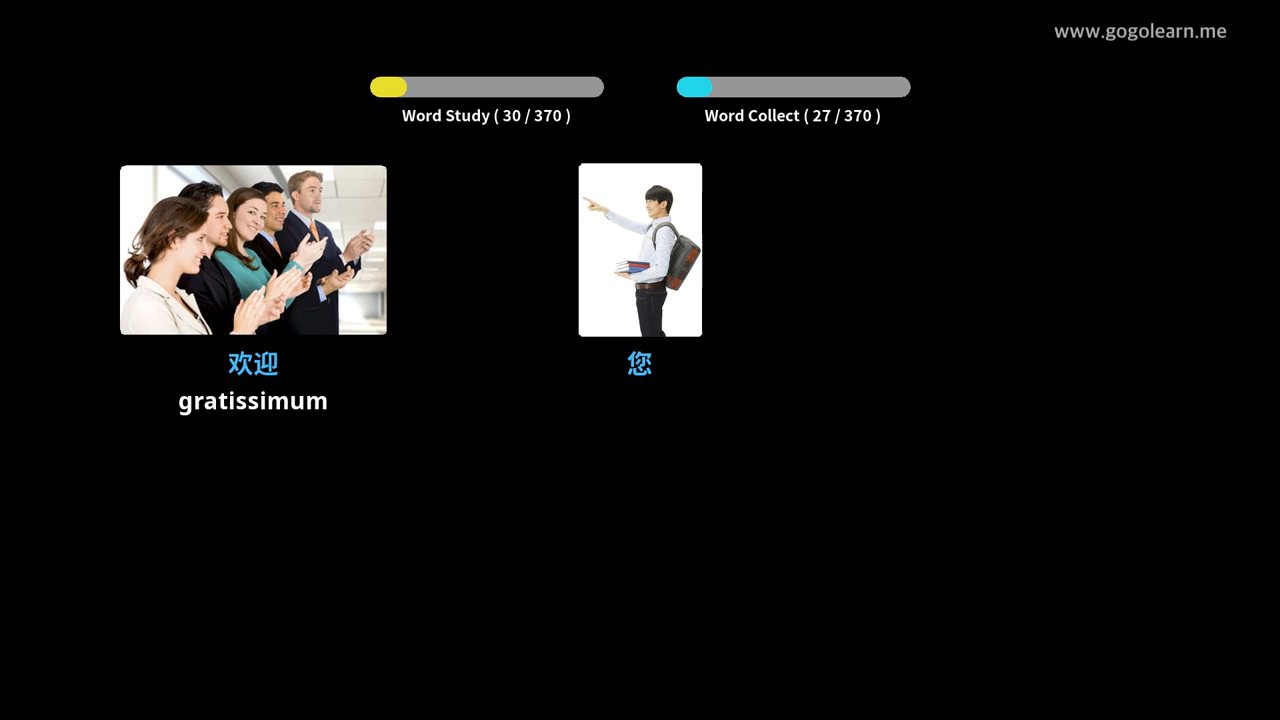 www.gogolearn.me
Word Study ( 30 / 370 )
Word Collect ( 27 / 370 )
欢迎
gratissimum
您